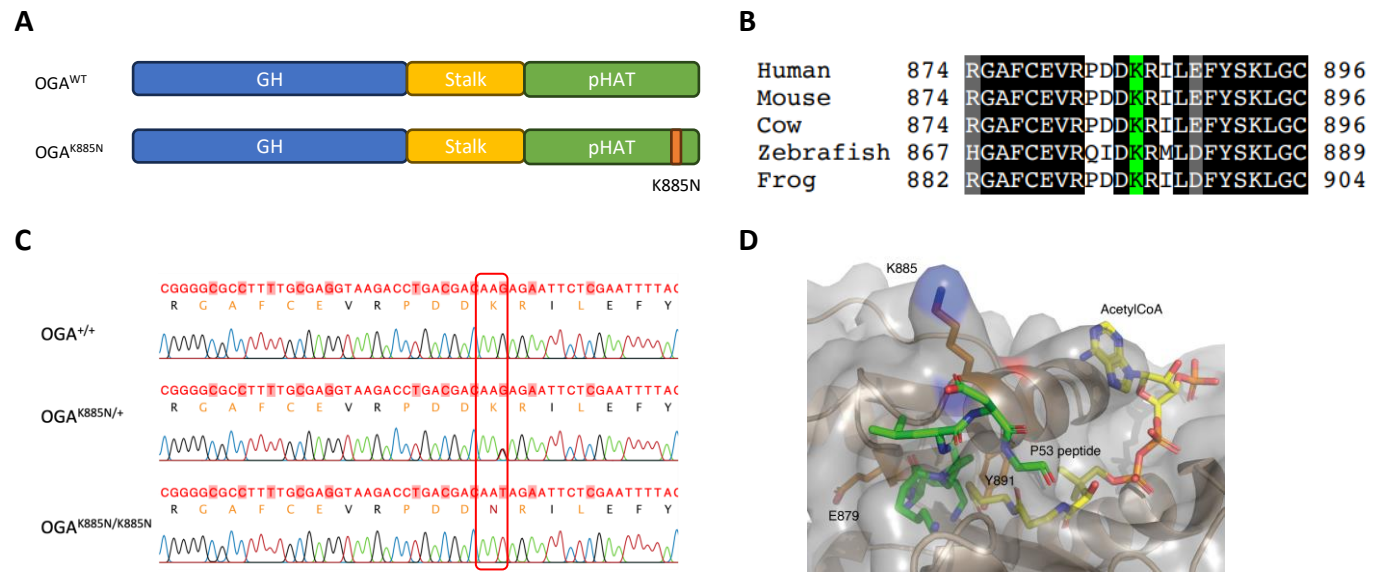 A
GH Stalk pHAT
OGA^WT
GH Stalk pHAT
OGA^K885N
K885N
B
Human 874 RGAFCEVRPDDKRILEFYSKLGC 896
Mouse 874 RGAFCEVRPDDKRILEFYSKLGC 896
Cow 874 RGAFCEVRPDDKRILEFYSKLGC 896
Zebrafish 867 HGAFCEVRQIDKRMLDFYSKLGC 889
Frog 882 RGAFCEVRPDDKRILDFYSKLGC 904
C
CGGGGCGCCTTTTGCGAGGTAAGACCTGACGACAAGAGAATTCTCGAATTTTAC
R G A F C E V R P D D K R I L E F Y
OGA^+/+
CGGGGCGCCTTTTGCGAGGTAAGACCTGACGACAAGAGAATTCTCGAATTTTAC
R G A F C E V R P D D K R I L E F Y
OGA^K885N/+
CGGGGCGCCTTTTGCGAGGTAAGACCTGACGACAATAGAATTCTCGAATTTTAC
R G A F C E V R P D D N R I L E F Y
OGA^K885N/K885N
D
K885
AcetylCoA
P53 peptide
Y891
E879